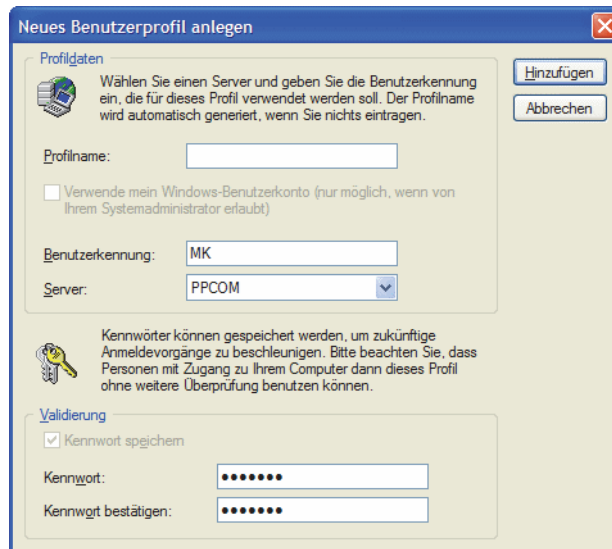 Neues Benutzerprofil anlegen
Profildaten
Wählen Sie einen Server und geben Sie die Benutzerkennung
ein, die für dieses Profil verwendet werden soll. Der Profilname
wird automatisch generiert, wenn Sie nichts eintragen.
Hinzufügen
Abbrechen
Profilname:
Verwende mein Windows-Benutzerkonto (nur möglich, wenn von
Ihrem Systemadministrator erlaubt)
Benutzerkennung:
MK
Server:
PPCOM
Kennwörter können gespeichert werden, um zukünftige
Anmeldevorgänge zu beschleunigen. Bitte beachten Sie, dass
Personen mit Zugang zu Ihrem Computer dann dieses Profil
ohne weitere Überprüfung benutzen können.
Validierung
Kennwort speichern
Kennwort:
•••••••
Kennwort bestätigen:
•••••••